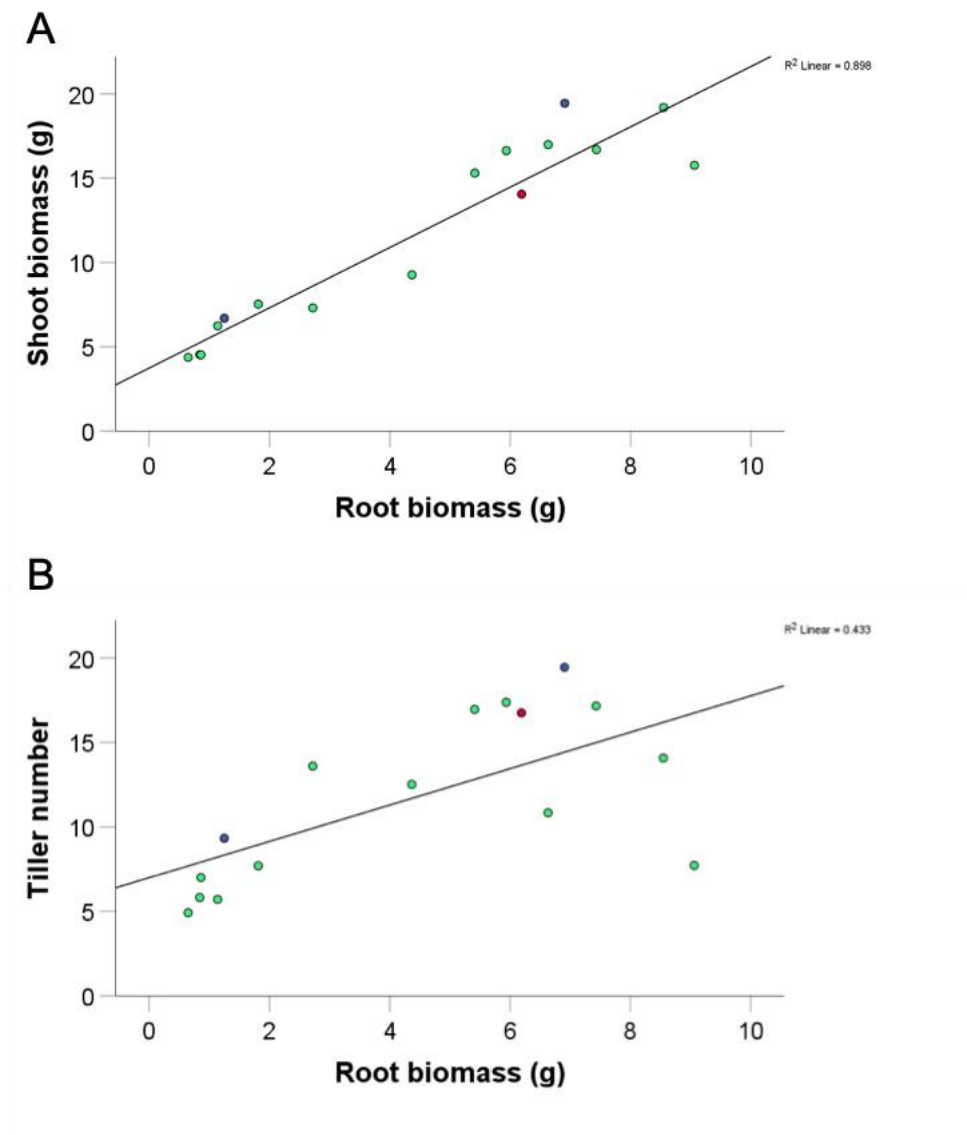 A
R² Linear = 0.898
20
15
10
5
0
Shoot biomass (g)
0 2 4 6 8 10
Root biomass (g)
B
R² Linear = 0.433
20
15
10
5
0
Tiller number
0 2 4 6 8 10
Root biomass (g)